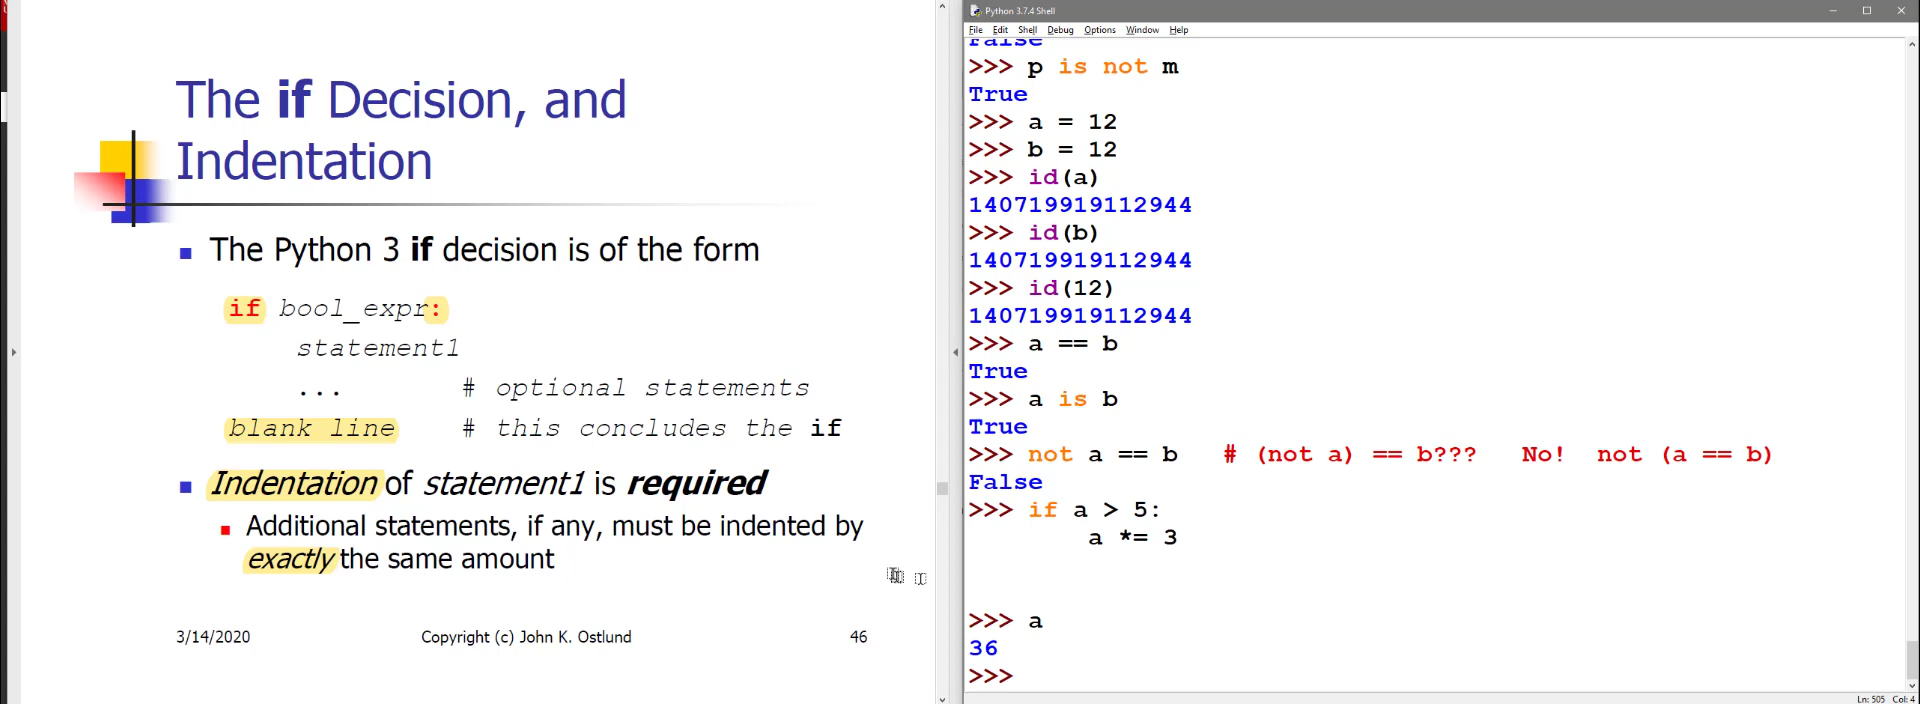 The if Decision, and
Indentation
The Python 3 if decision is of the form
if bool_expr:
statement1
... # optional statements
blank line # this concludes the if
Indentation of statement1 is required
Additional statements, if any, must be indented by
exactly the same amount
3/14/2020 Copyright (c) John K. Ostlund 46
Python 3.7.4 Shell
File Edit Shell Debug Options Window Help
False
>>> p is not m
True
>>> a = 12
>>> b = 12
>>> id(a)
140719919112944
>>> id(b)
140719919112944
>>> id(12)
140719919112944
>>> a == b
True
>>> a is b
True
>>> not a == b # (not a) == b??? No! not (a == b)
False
>>> if a > 5:
a *= 3
>>> a
36
>>>
Ln: 505 Col: 4